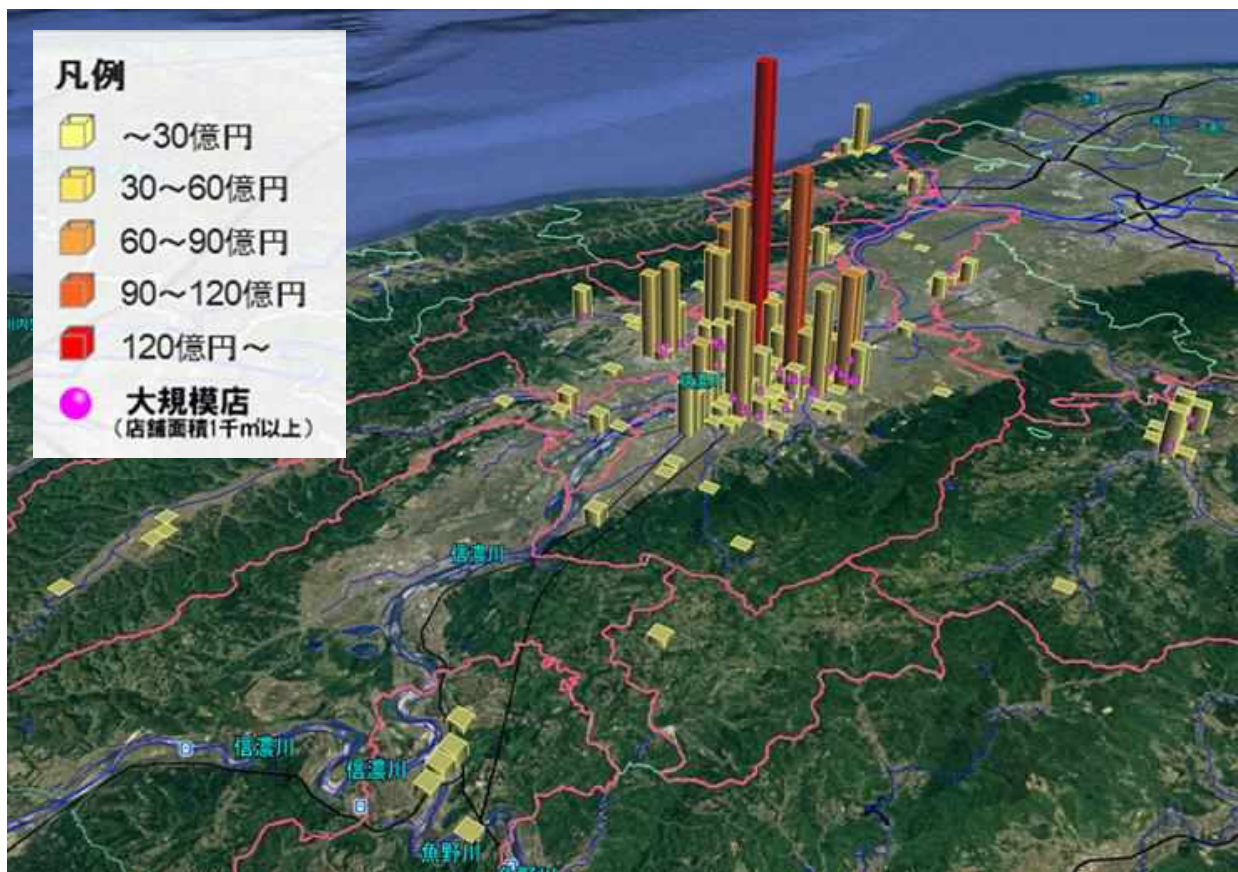 凡例
～30億円
30～60億円
60～90億円
90～120億円
120億円～
大規模店
（店舗面積1千㎡以上）
信濃川
信濃川
信濃川
魚野川